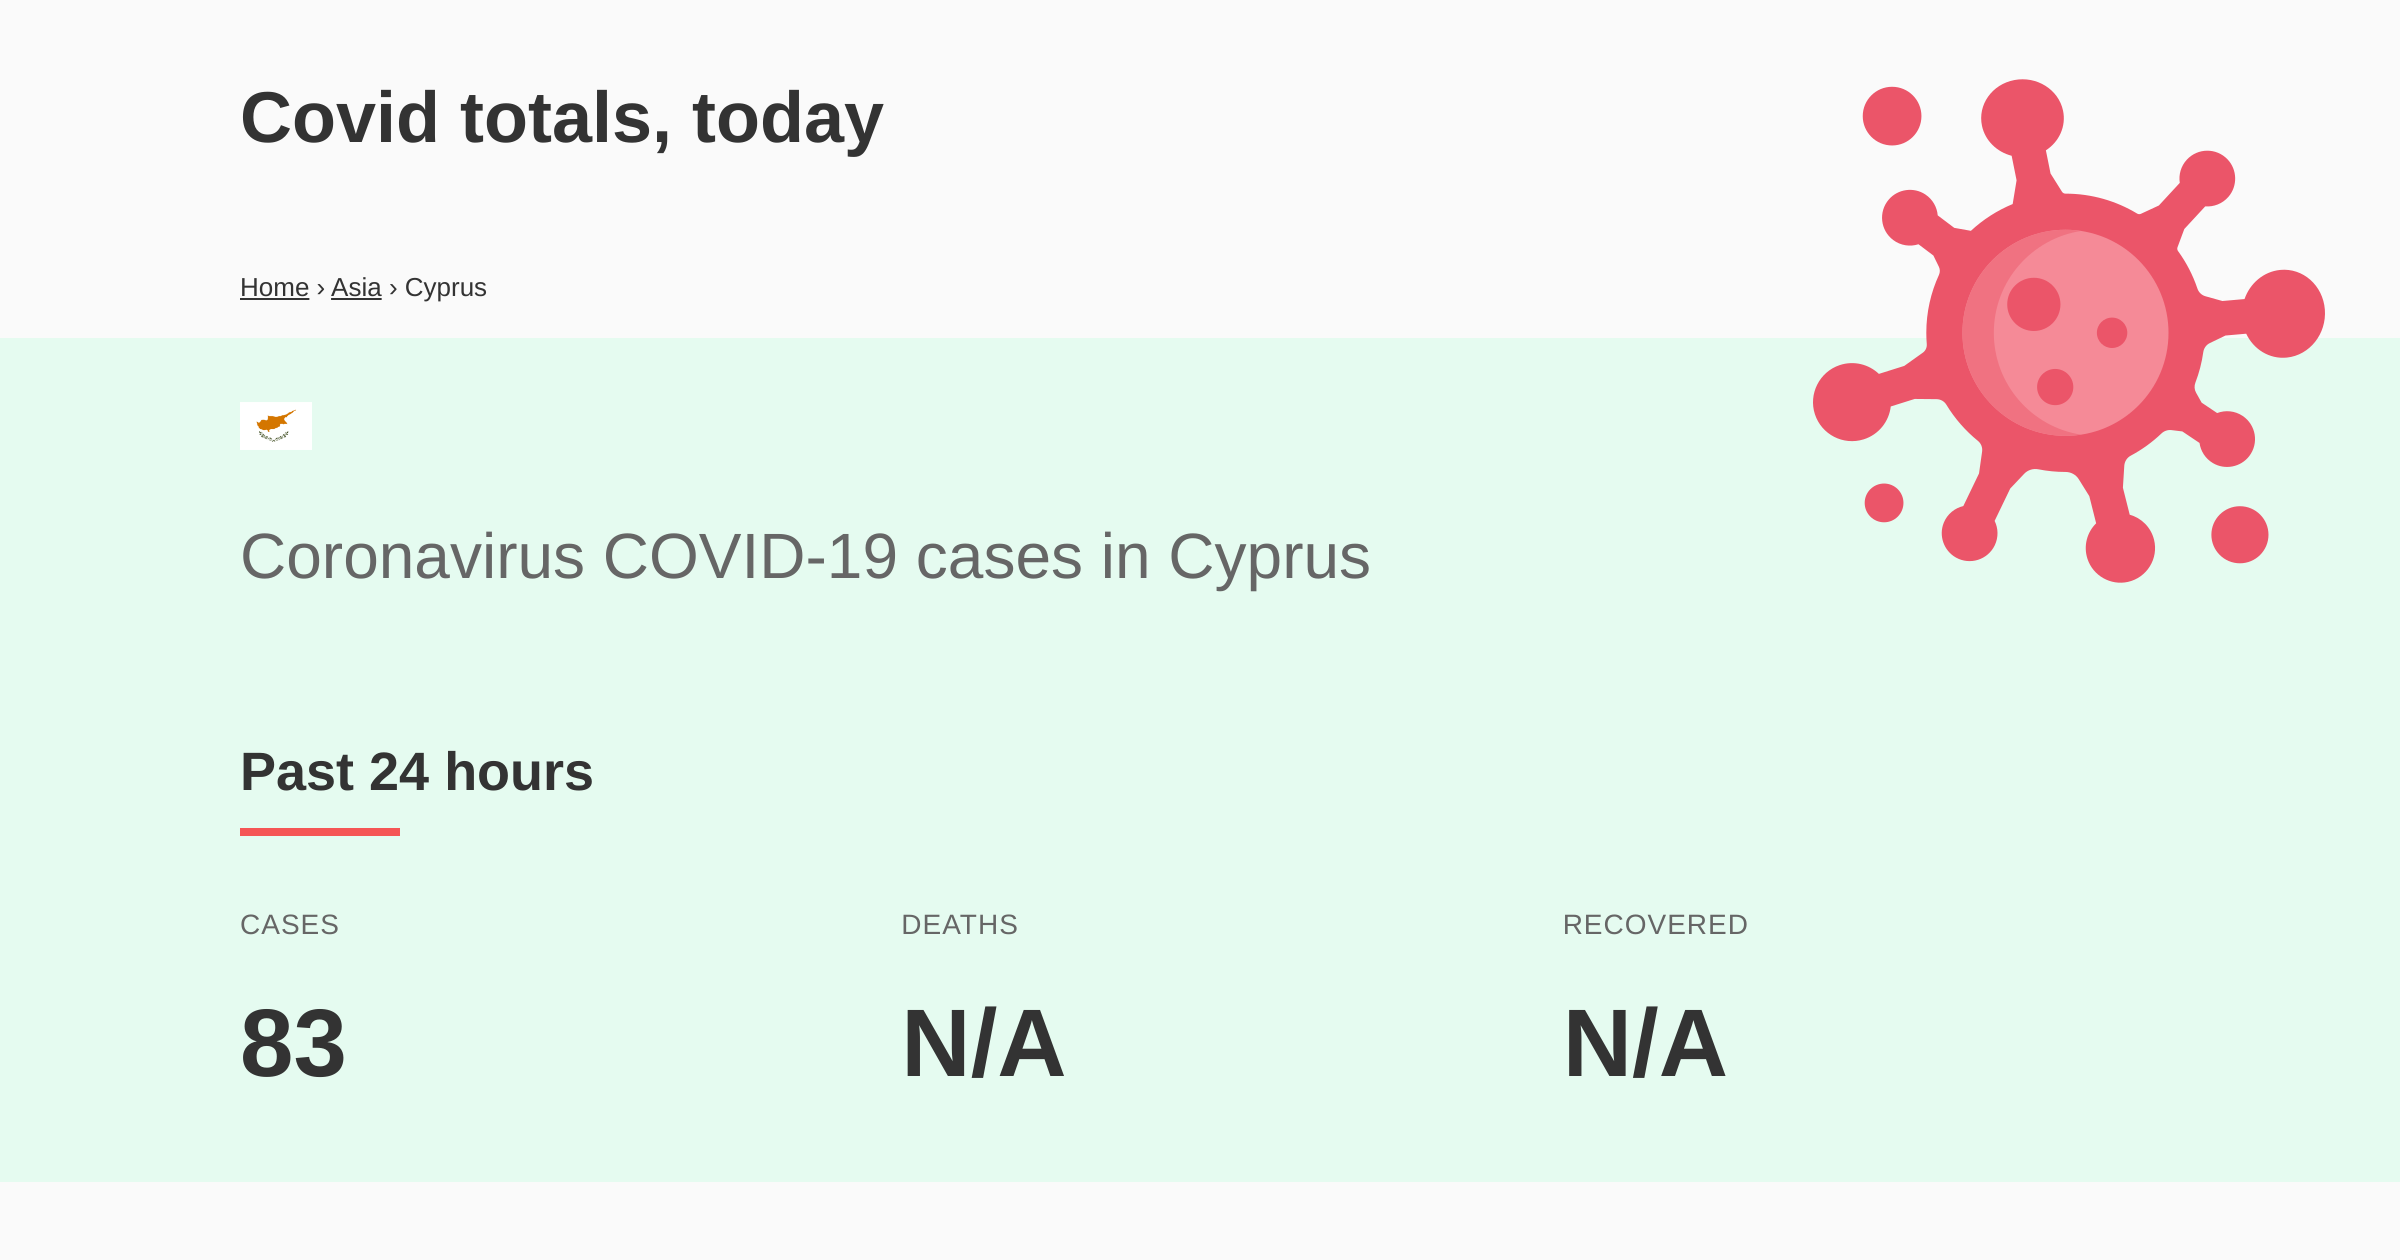 Covid totals, today
Home › Asia › Cyprus
Coronavirus COVID-19 cases in Cyprus
Past 24 hours
CASES DEATHS RECOVERED
83 N/A N/A